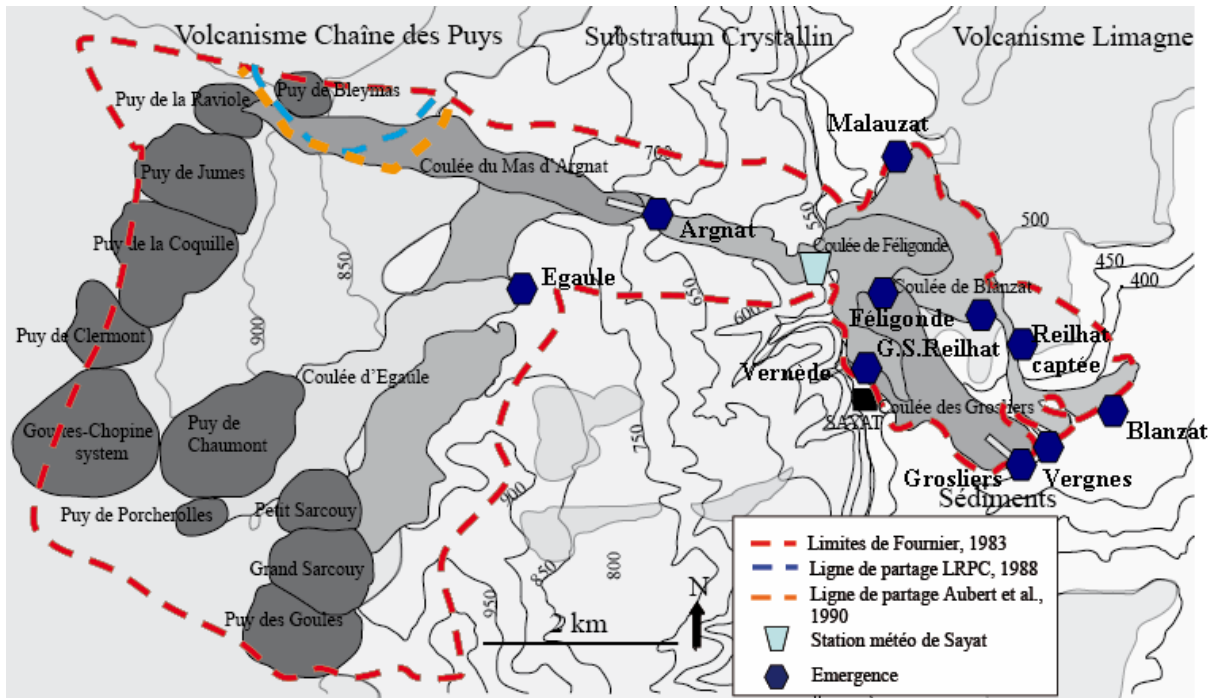 Volcanisme Chaîne des Puys
Substratum Crystallin
Volcanisme Limagne
Puy de la Raviole
Puy de Bleymas
Malauzat
Puy de Jumes
Coulée du Mas d'Argnat
700
550
500
Argnat
Coulée de Féligonde
450
400
Puy de la Coquille
850
Egaule
650
600
Coulée de Blanzat
Féligonde
900
Puy de Clermont
G.S.Reilhat
Reilhat
captée
Vernède
Coulée d'Egaule
Coulée des Grosliers
SAYAT
Blanzat
Goules-Chopine
system
Puy de
Chaumont
750
Grosliers
Vergnes
Sédiments
Puy de Porcherolles
Petit Sarcouy
900
Grand Sarcouy
850
800
950
Puy des Goules
N
2 km
Limites de Fournier, 1983
Ligne de partage LRPC, 1988
Ligne de partage Aubert et al.,
1990
Station météo de Sayat
Emergence